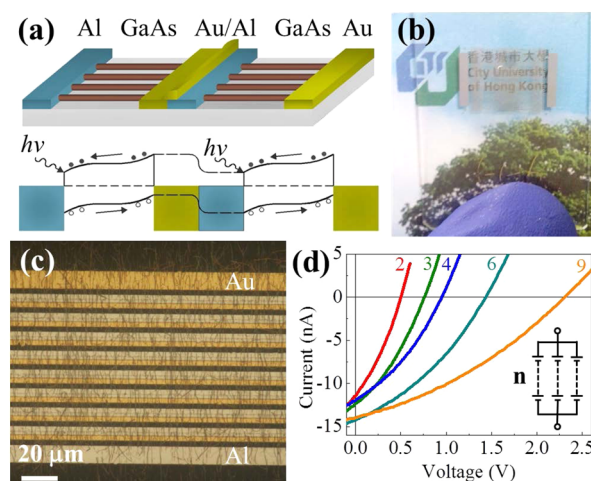 (a) Al GaAs Au/Al GaAs Au
hν hν
(b)
香港城市大學
City University
of Hong Kong
(c)
Au
Al
20 μm
(d)
2 3 4 6 9
5
0
-5
-10
-15
Current (nA)
n
0.0 0.5 1.0 1.5 2.0 2.5
Voltage (V)